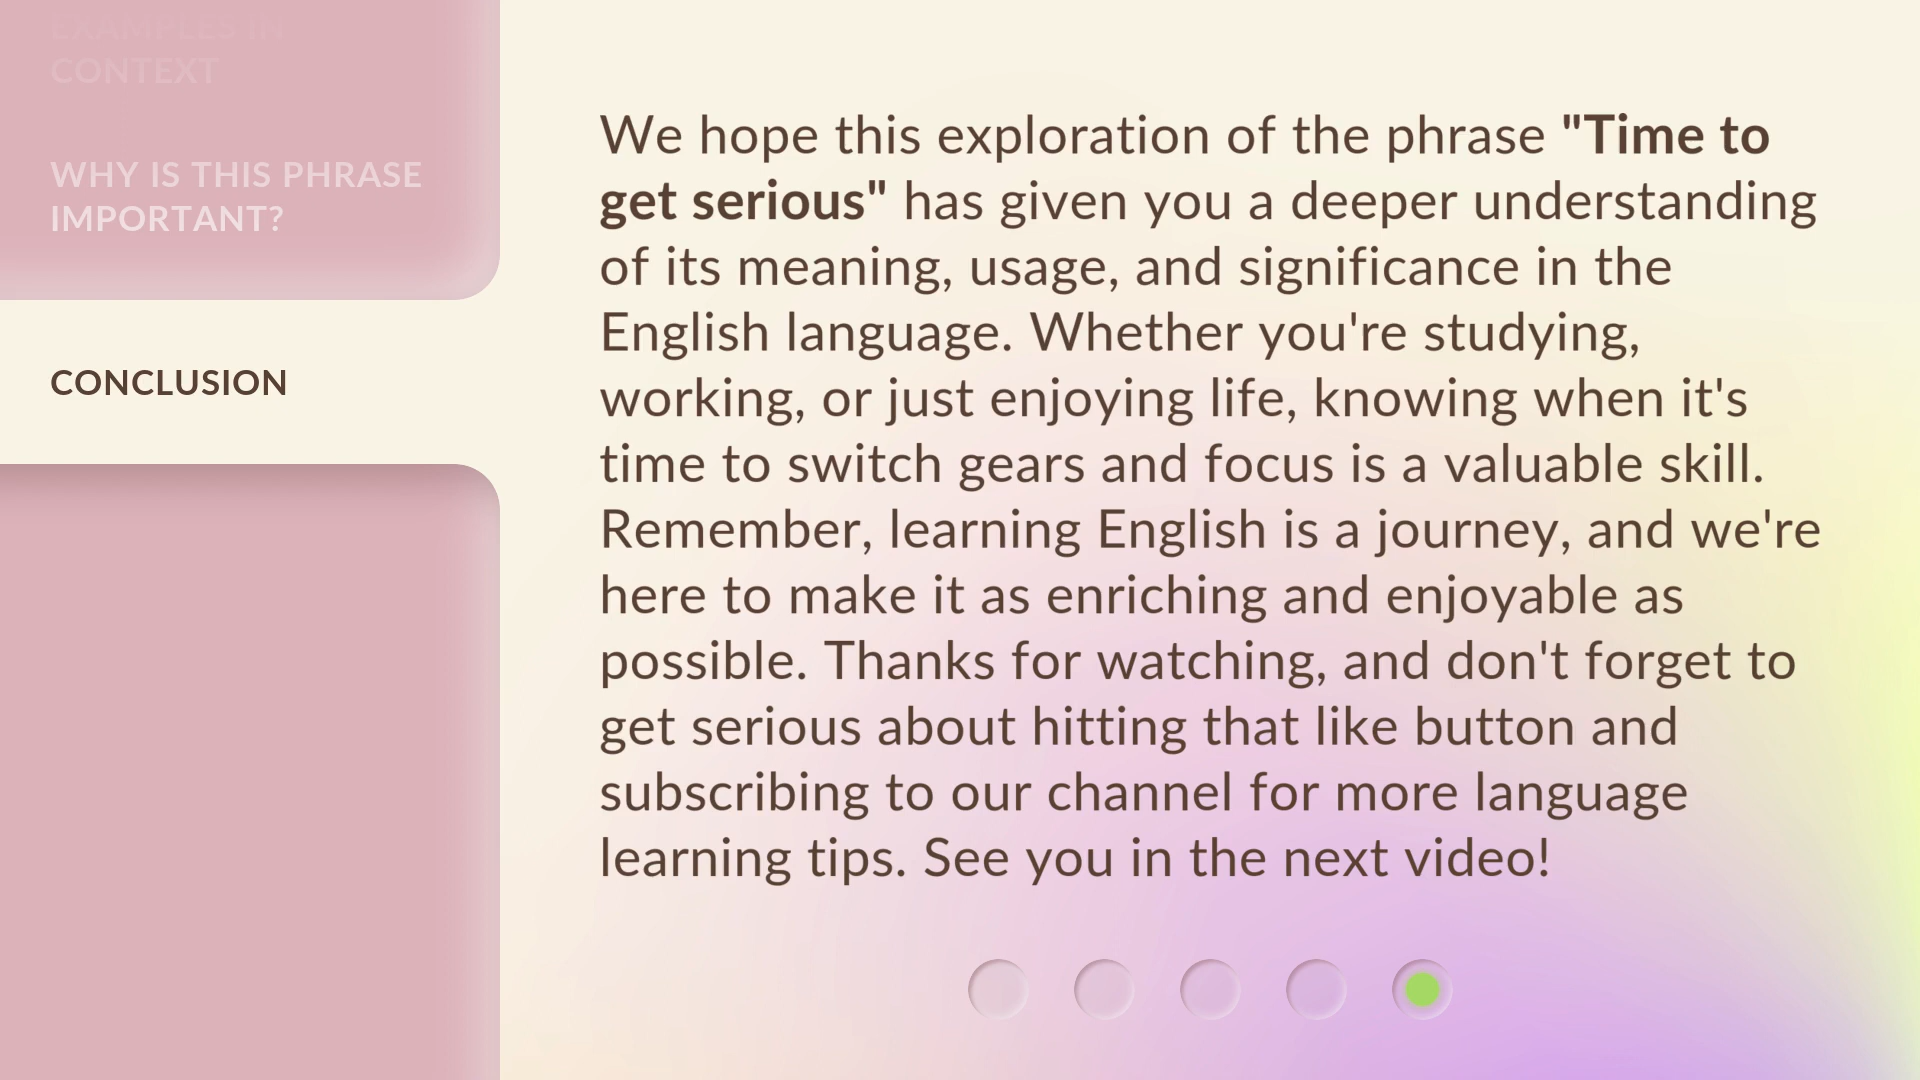 EXAMPLES IN
CONTEXT
WHY IS THIS PHRASE
IMPORTANT?
CONCLUSION
We hope this exploration of the phrase "Time to
get serious" has given you a deeper understanding
of its meaning, usage, and significance in the
English language. Whether you're studying,
working, or just enjoying life, knowing when it's
time to switch gears and focus is a valuable skill.
Remember, learning English is a journey, and we're
here to make it as enriching and enjoyable as
possible. Thanks for watching, and don't forget to
get serious about hitting that like button and
subscribing to our channel for more language
learning tips. See you in the next video!